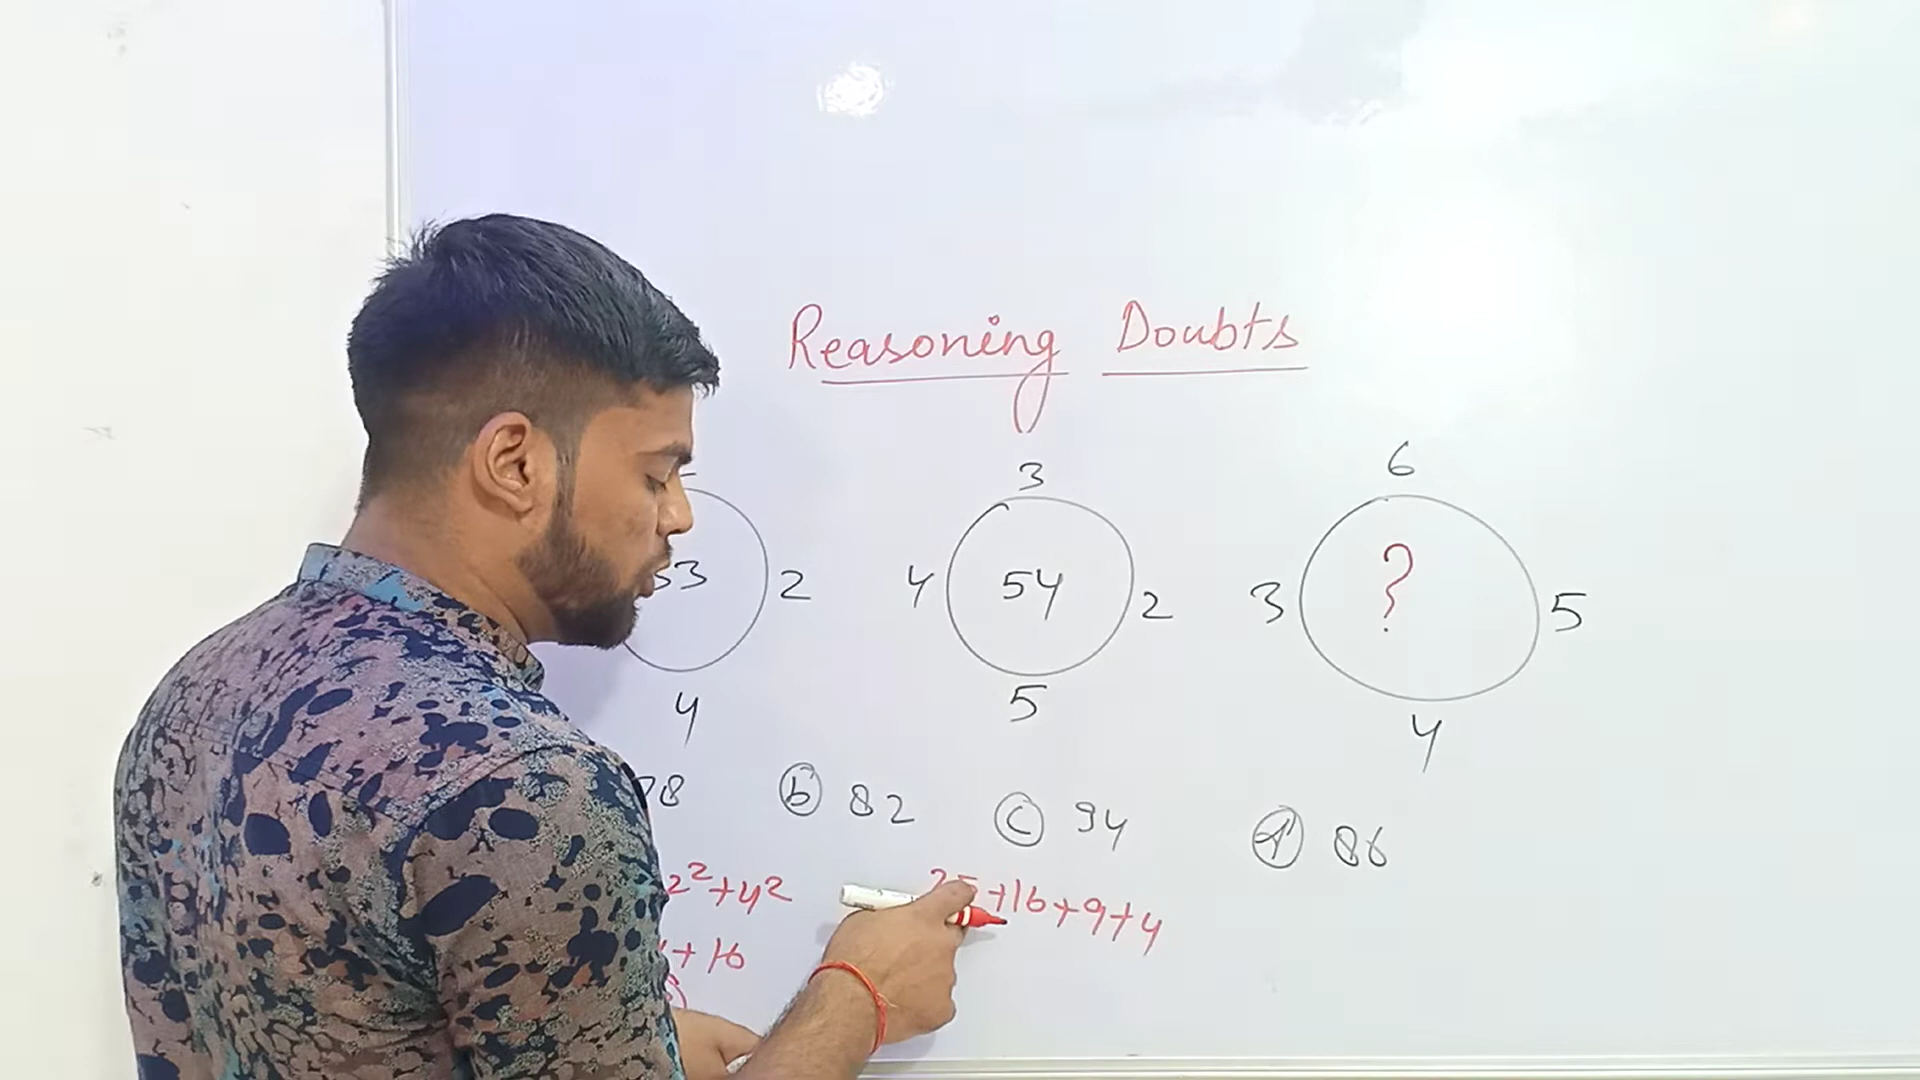 Reasoning Doubts
3 6
53 2 4 54 2 3 ? 5
4 5 4
78 (b) 82 (c) 94 (d) 86
2²+4² 25+16+9+4
+ 16